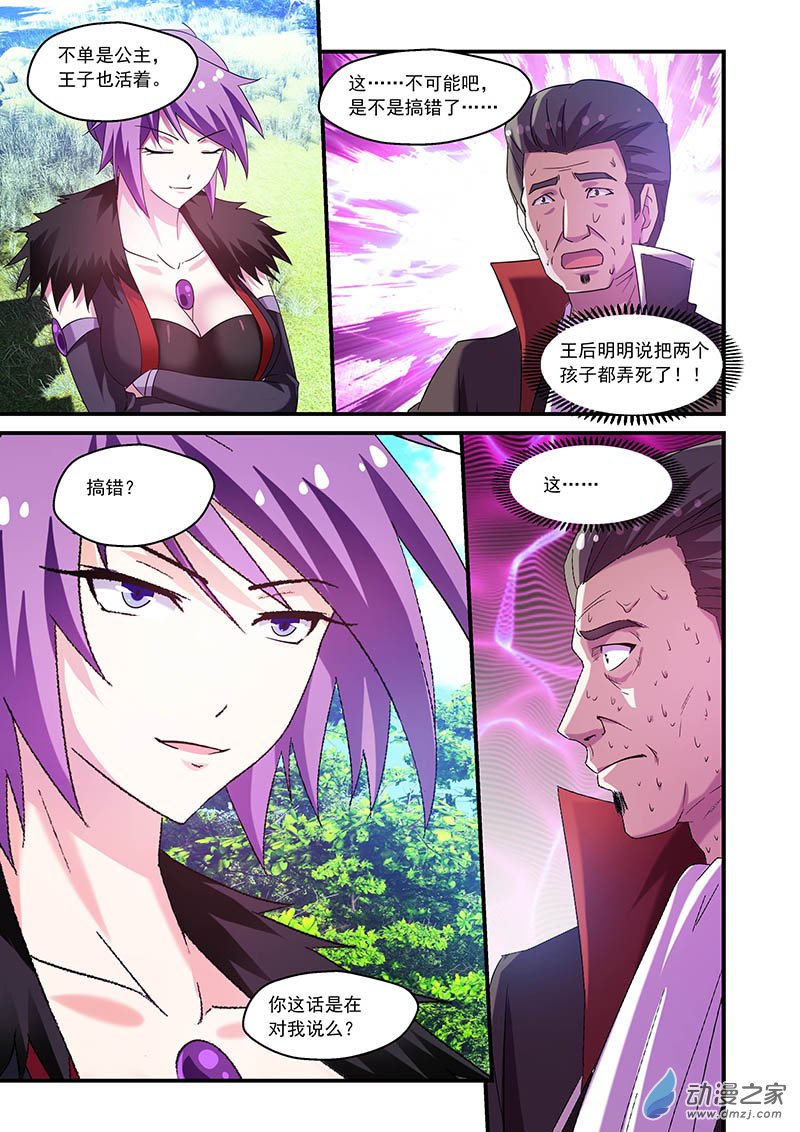 不单是公主，
王子也活着。
这……不可能吧，
是不是搞错了……
王后明明说把两个
孩子都弄死了！！
搞错？
这……
你这话是在
对我说么？
动漫之家
www.dmzj.com